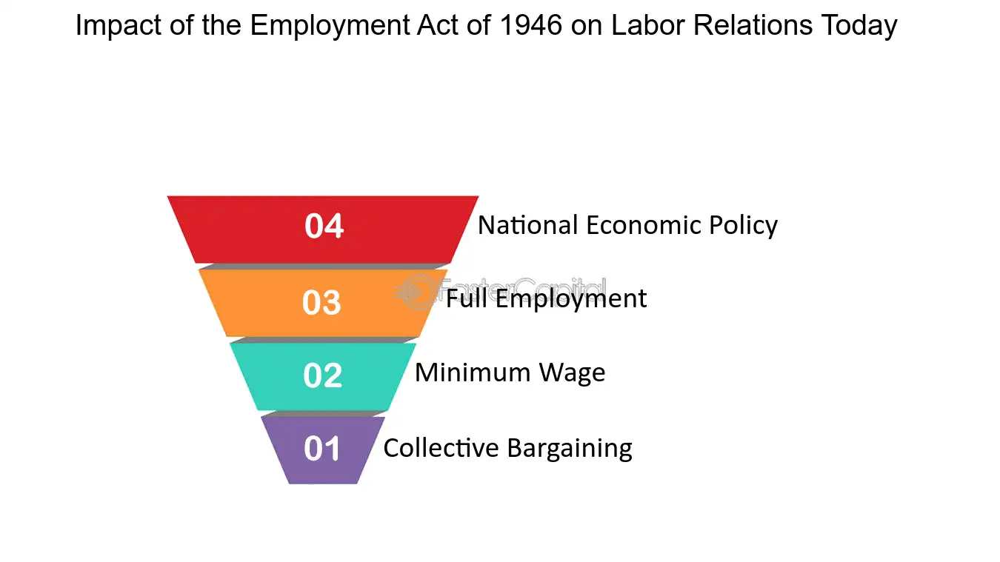 Impact of the Employment Act of 1946 on Labor Relations Today
04
National Economic Policy
FasterCapital
03
Full Employment
02
Minimum Wage
01
Collective Bargaining